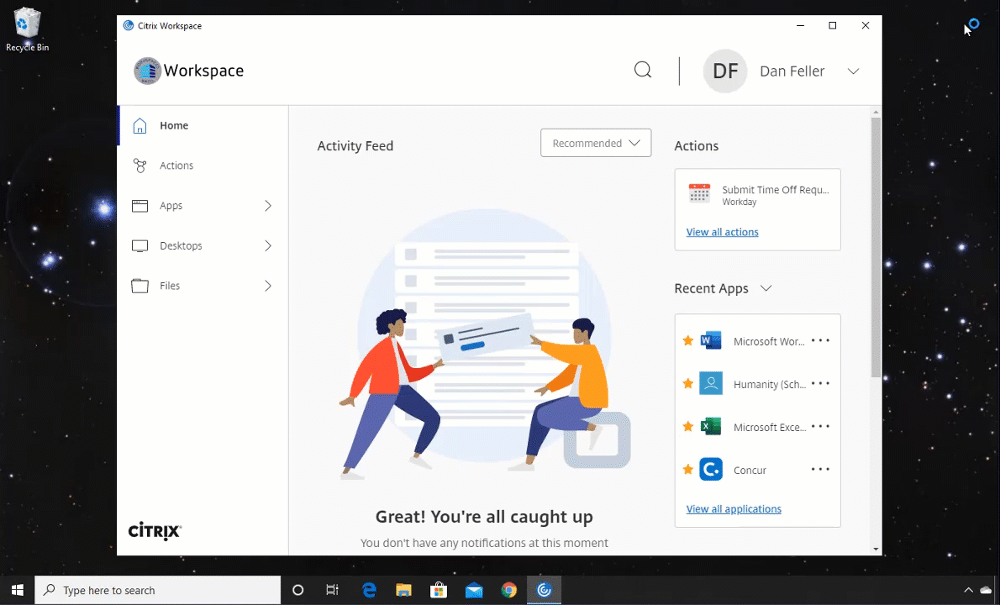 Recycle Bin
Citrix Workspace
Workspace
DF
Dan Feller
Home
Actions
Apps
Desktops
Files
citrix
Activity Feed
Recommended
Great! You're all caught up
You don't have any notifications at this moment
Actions
Submit Time Off Requ...
Workday
View all actions
Recent Apps
Microsoft Wor...
Humanity (Sch...
Microsoft Exce...
Concur
View all applications
Type here to search